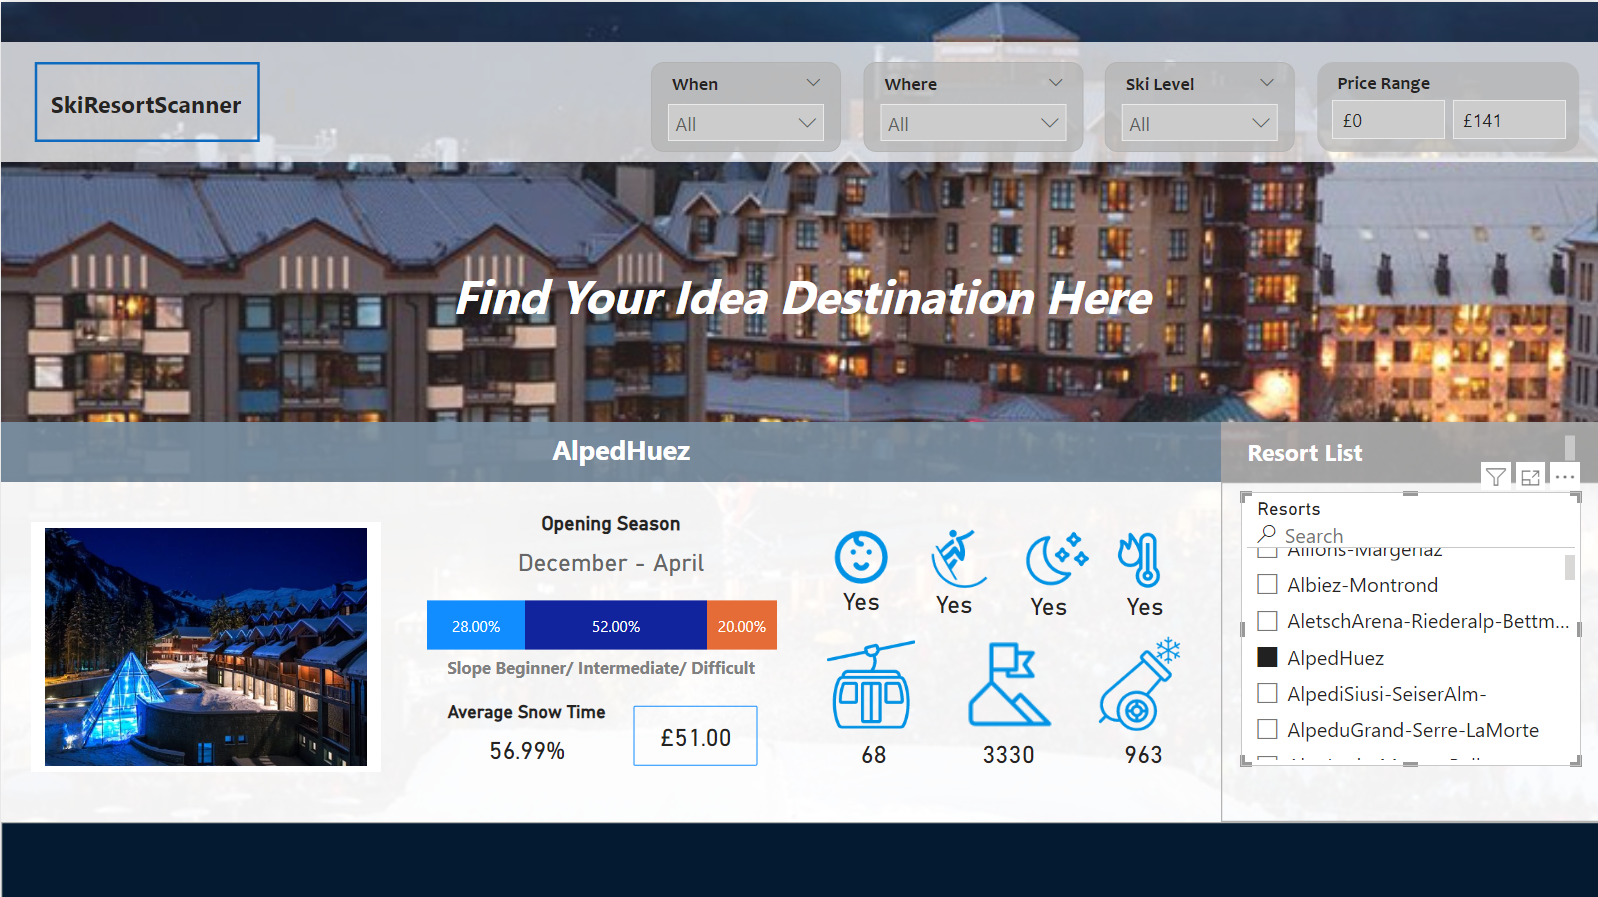 SkiResortScanner
When
All
Where
All
Ski Level
All
Price Range
£0
£141
Find Your Idea Destination Here
AlpedHuez
Opening Season
December - April
28.00%
52.00%
20.00%
Slope Beginner/ Intermediate/ Difficult
Average Snow Time
56.99%
£51.00
Yes
Yes
Yes
Yes
68
3330
963
Resort List
Resorts
Search
Albiez-Montrond
AletschArena-Riederalp-Bettm...
AlpedHuez
AlpediSiusi-SeiserAlm-
AlpeduGrand-Serre-LaMorte